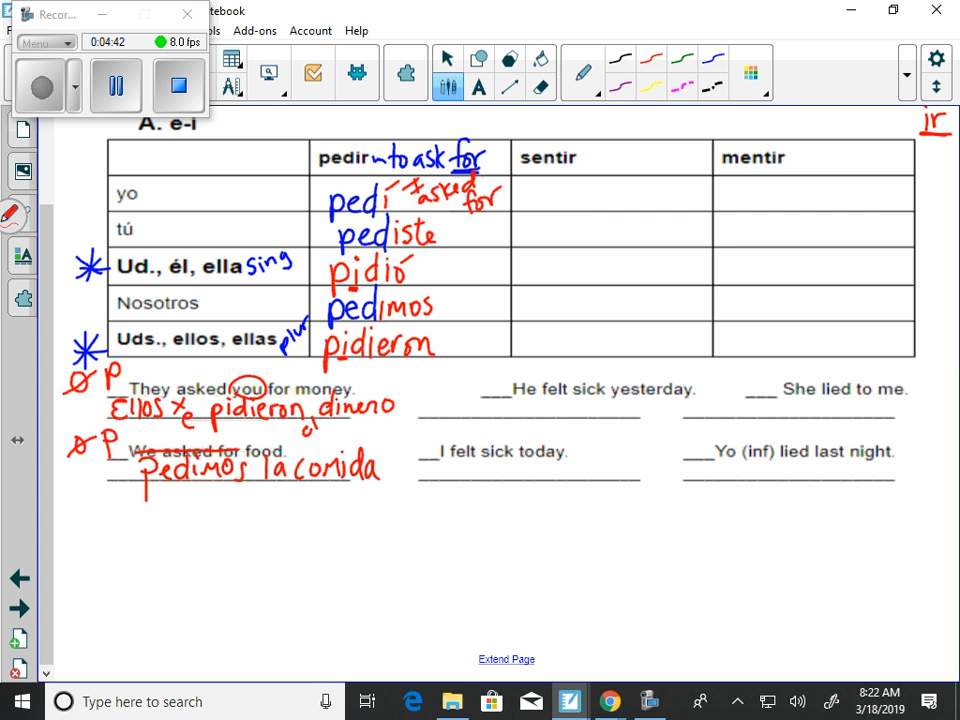 Recor...
otebook
Menu
0:04:42
8.0 fps
ols Add-ons Account Help
A. e-i
ir
pedir to ask for sentir mentir
yo pedí I asked for
tú pediste
Ud., él, ella sing pidió
Nosotros pedimos
Uds., ellos, ellas plur pidieron
Ø P
__They asked you for money. ___He felt sick yesterday. ___ She lied to me.
Ellos te pidieron dinero
Ø P
__We asked for food. __I felt sick today. ___Yo (inf) lied last night.
Pedimos la comida
Extend Page
Type here to search
8:22 AM
3/18/2019